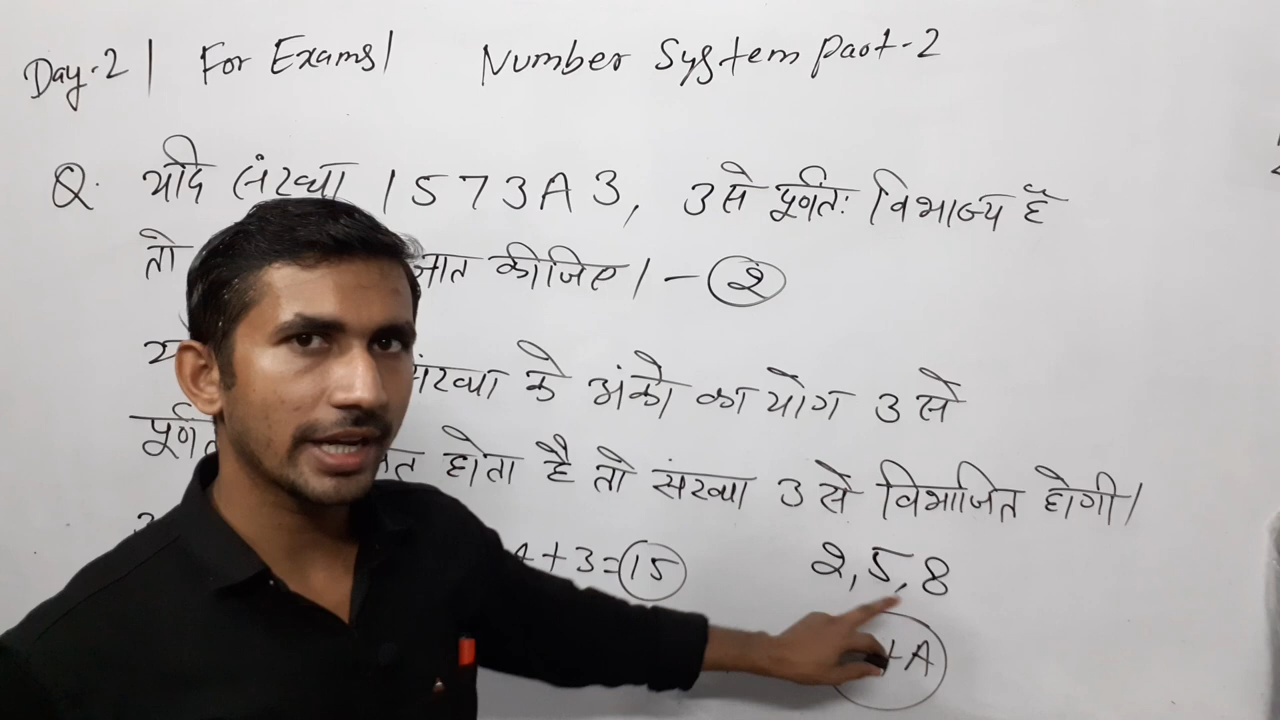 Day-2 | For Exams | Number System Part-2
Q. यदि संख्या 1573A3, 3 से पूर्णतः विभाज्य है
तो ज्ञात कीजिए। - 2
संख्या के अंको का योग 3 से
होता है तो संख्या 3 से विभाजित होगी।
+3=15 2,5,8
+A